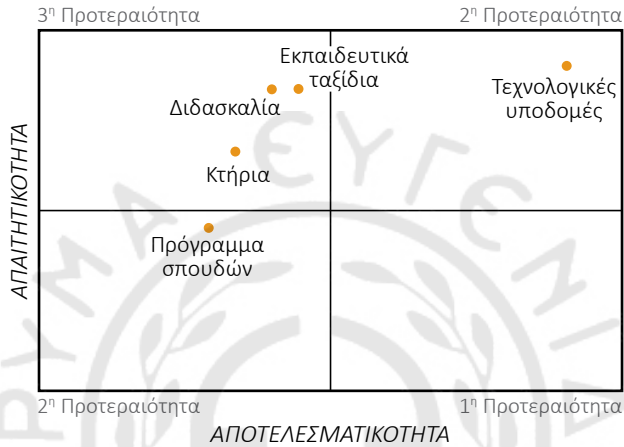 3η Προτεραιότητα
2η Προτεραιότητα
Εκπαιδευτικά
ταξίδια
Τεχνολογικές
υποδομές
Διδασκαλία
Κτήρια
Πρόγραμμα
σπουδών
ΑΠΑΙΤΗΤΙΚΟΤΗΤΑ
2η Προτεραιότητα
1η Προτεραιότητα
ΑΠΟΤΕΛΕΣΜΑΤΙΚΟΤΗΤΑ